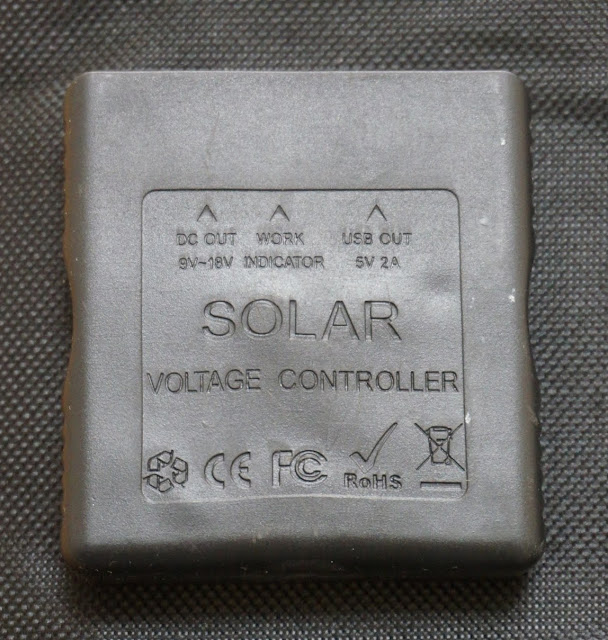 DC OUT WORK USB OUT
9V~18V INDICATOR 5V 2A
SOLAR
VOLTAGE CONTROLLER
CE FC RoHS